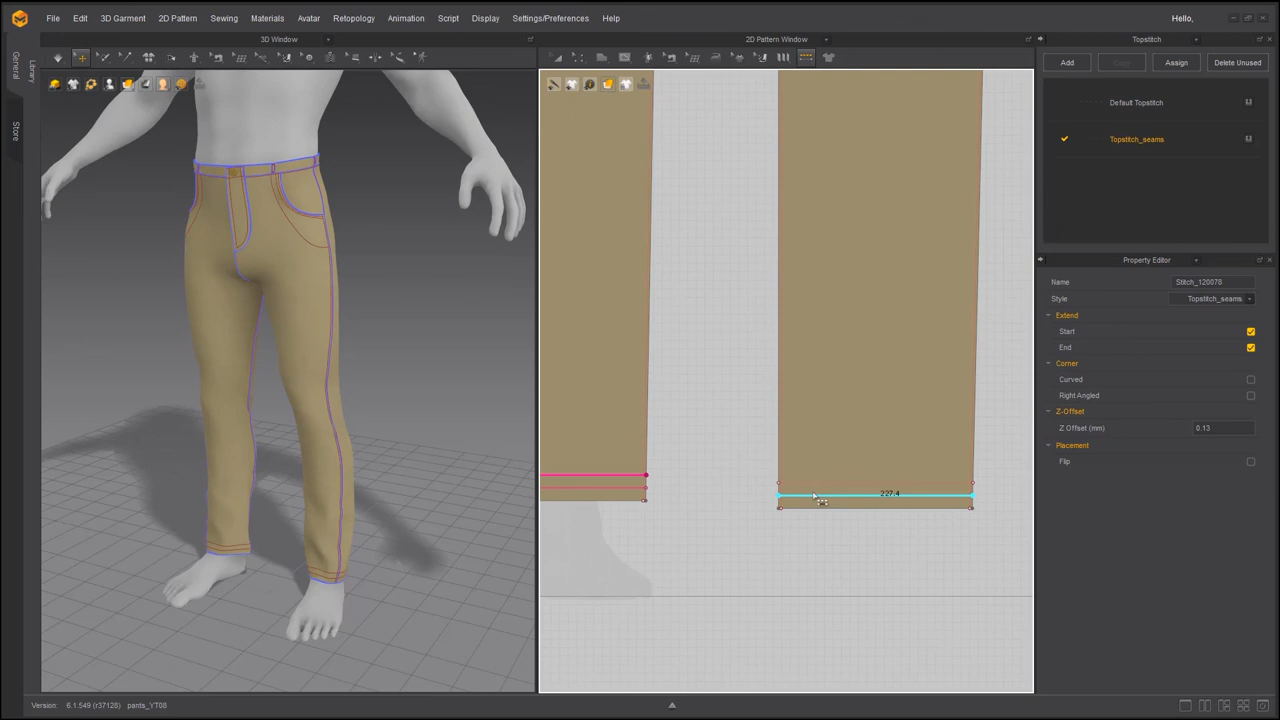 File Edit 3D Garment 2D Pattern Sewing Materials Avatar Retopology Animation Script Display Settings/Preferences Help Hello,
3D Window
2D Pattern Window
Topstitch
General
Library
Store
Add
Assign
Delete Unused
Default Topstitch
Topstitch_seams
Property Editor
Name Stitch_120078
Style Topstitch_seams
Extend
Start
End
Corner
Curved
Right Angled
Z-Offset
Z Offset (mm) 0.13
Placement
Flip
227.4
Version: 6.1.549 (r37128) pants_YT08